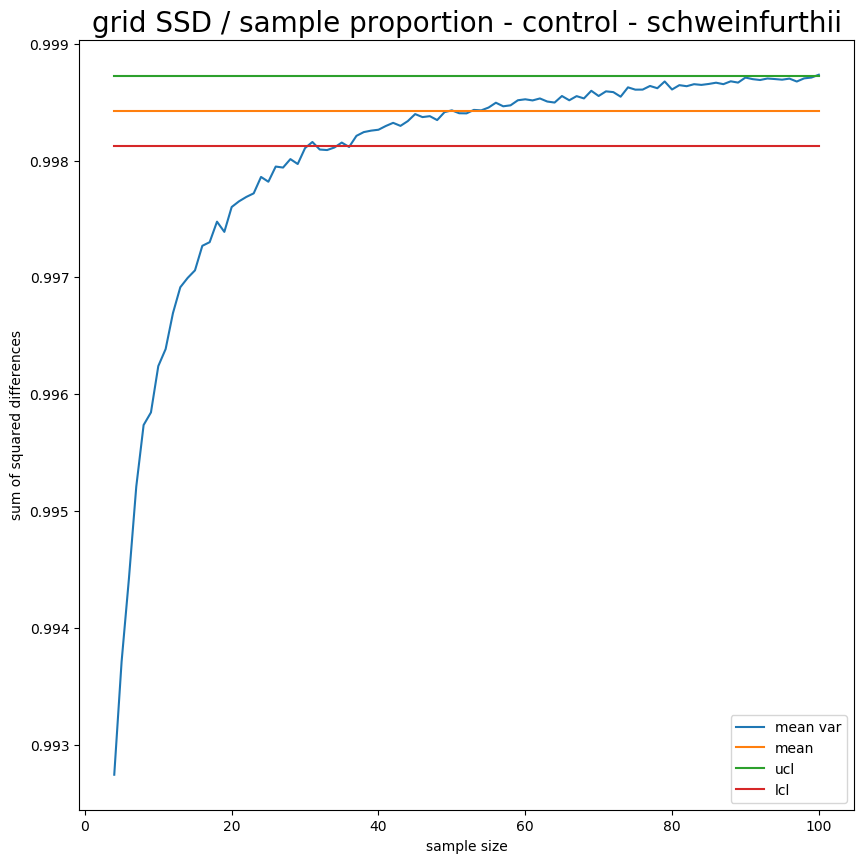 grid SSD / sample proportion - control - schweinfurthii
0.999
0.998
0.997
0.996
0.995
0.994
0.993
sum of squared differences
0
20
40
60
80
100
sample size
mean var
mean
ucl
lcl